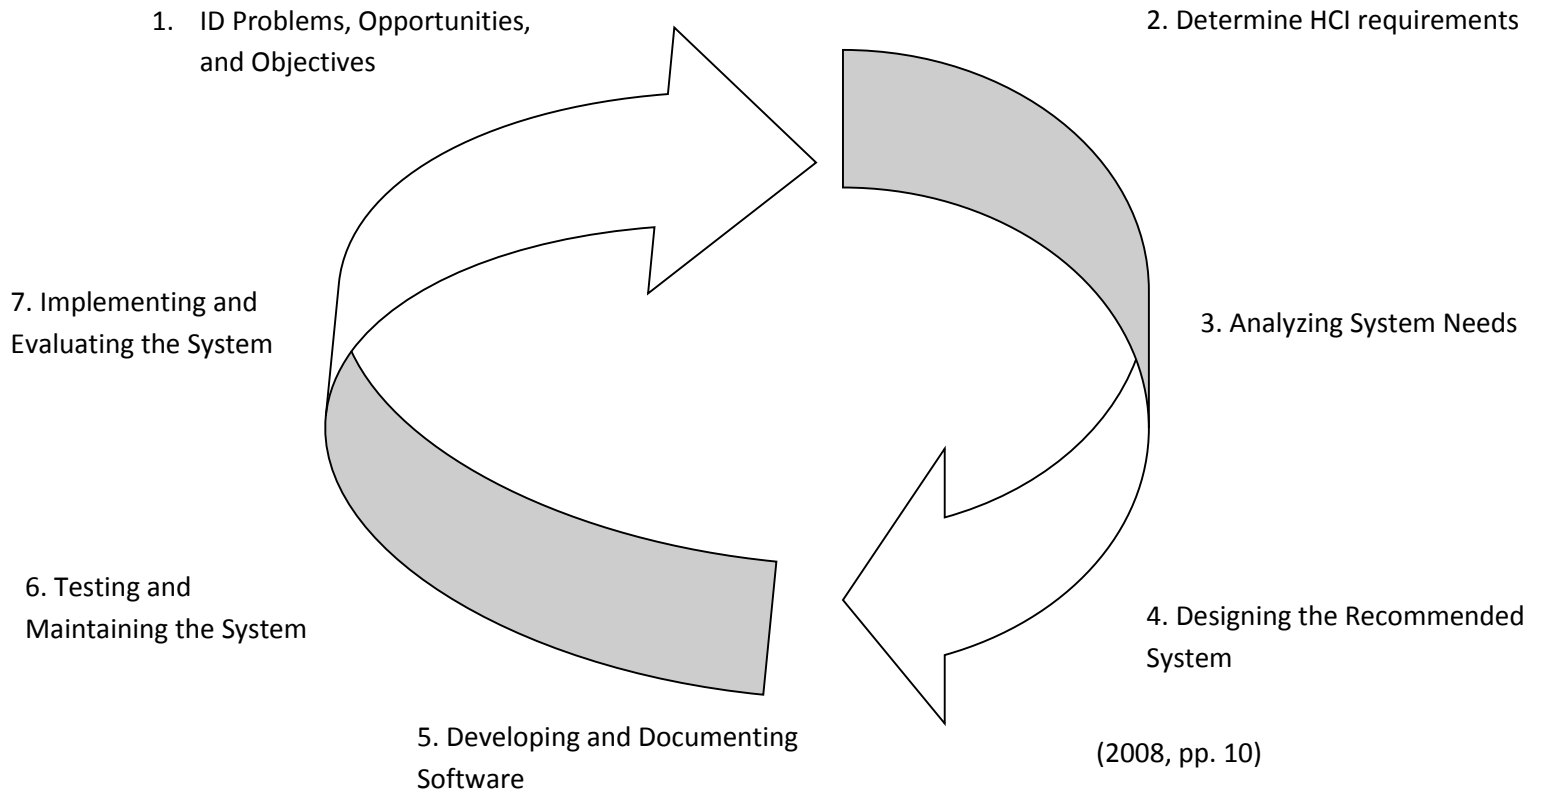 1. ID Problems, Opportunities,
and Objectives
2. Determine HCI requirements
3. Analyzing System Needs
4. Designing the Recommended
System
5. Developing and Documenting
Software
6. Testing and
Maintaining the System
7. Implementing and
Evaluating the System
(2008, pp. 10)